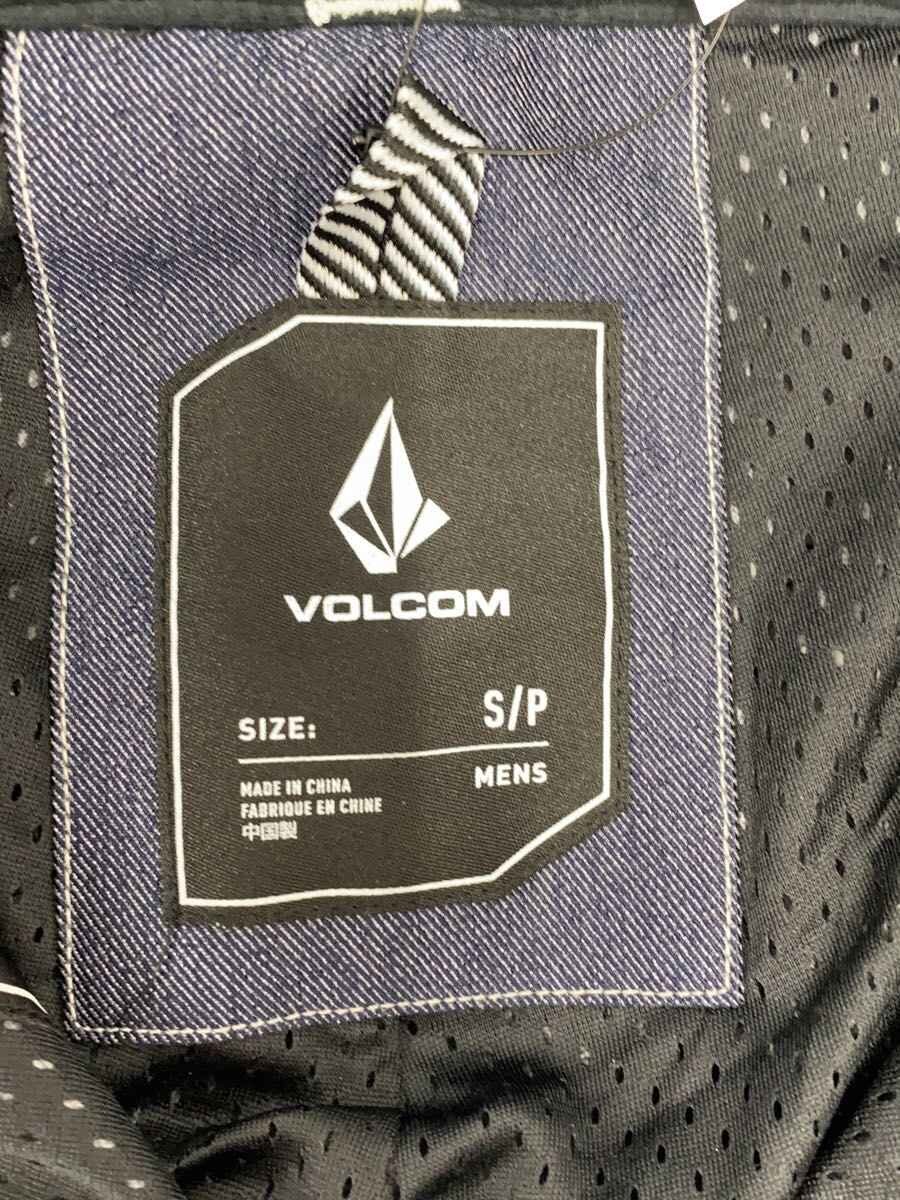 VOLCOM
SIZE: S/P
MENS
MADE IN CHINA
FABRIQUE EN CHINE
中国製